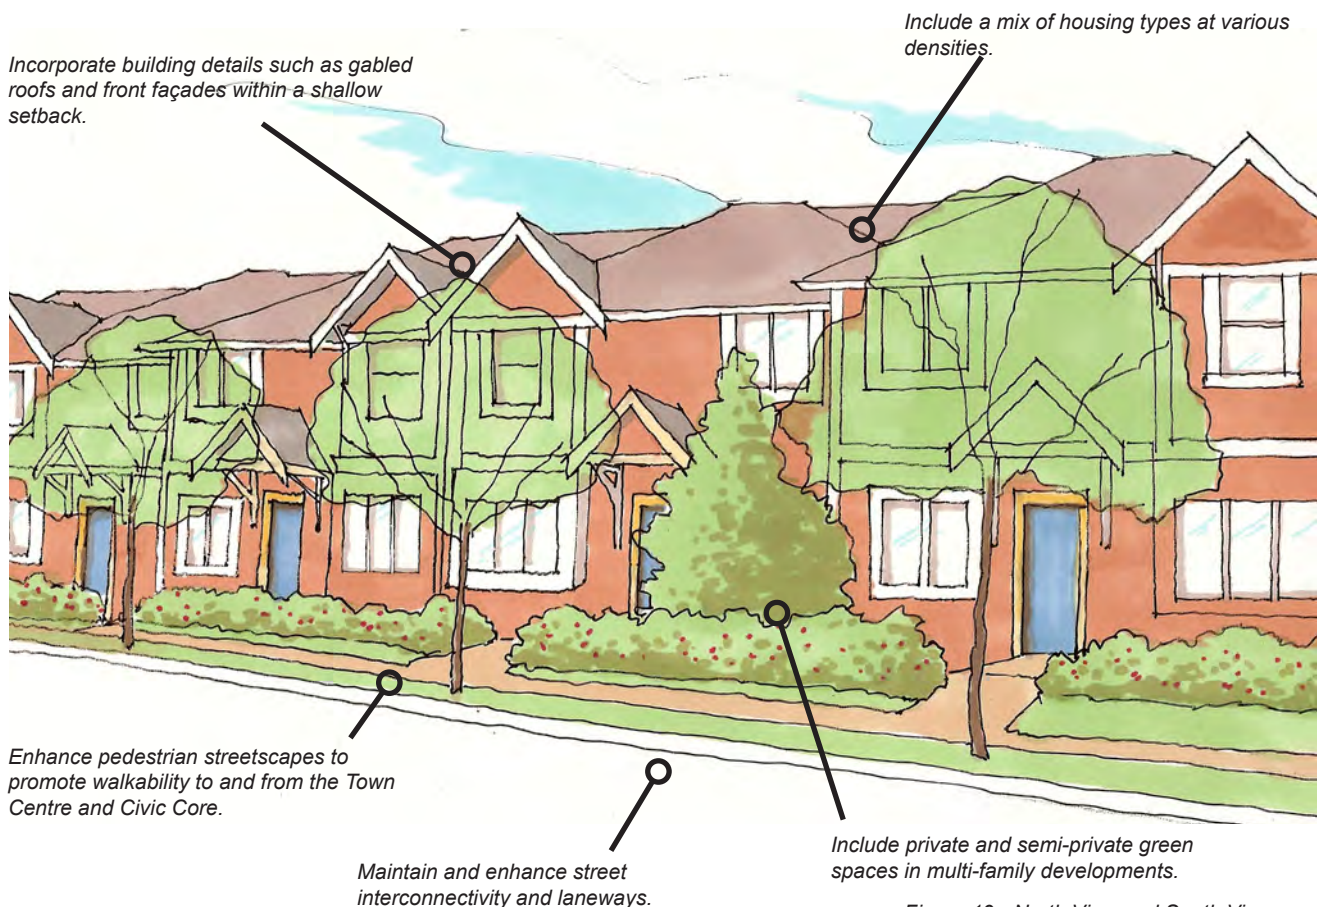 Include a mix of housing types at various
densities.
Incorporate building details such as gabled
roofs and front façades within a shallow
setback.
Enhance pedestrian streetscapes to
promote walkability to and from the Town
Centre and Civic Core.
Include private and semi-private green
spaces in multi-family developments.
Maintain and enhance street
interconnectivity and laneways.